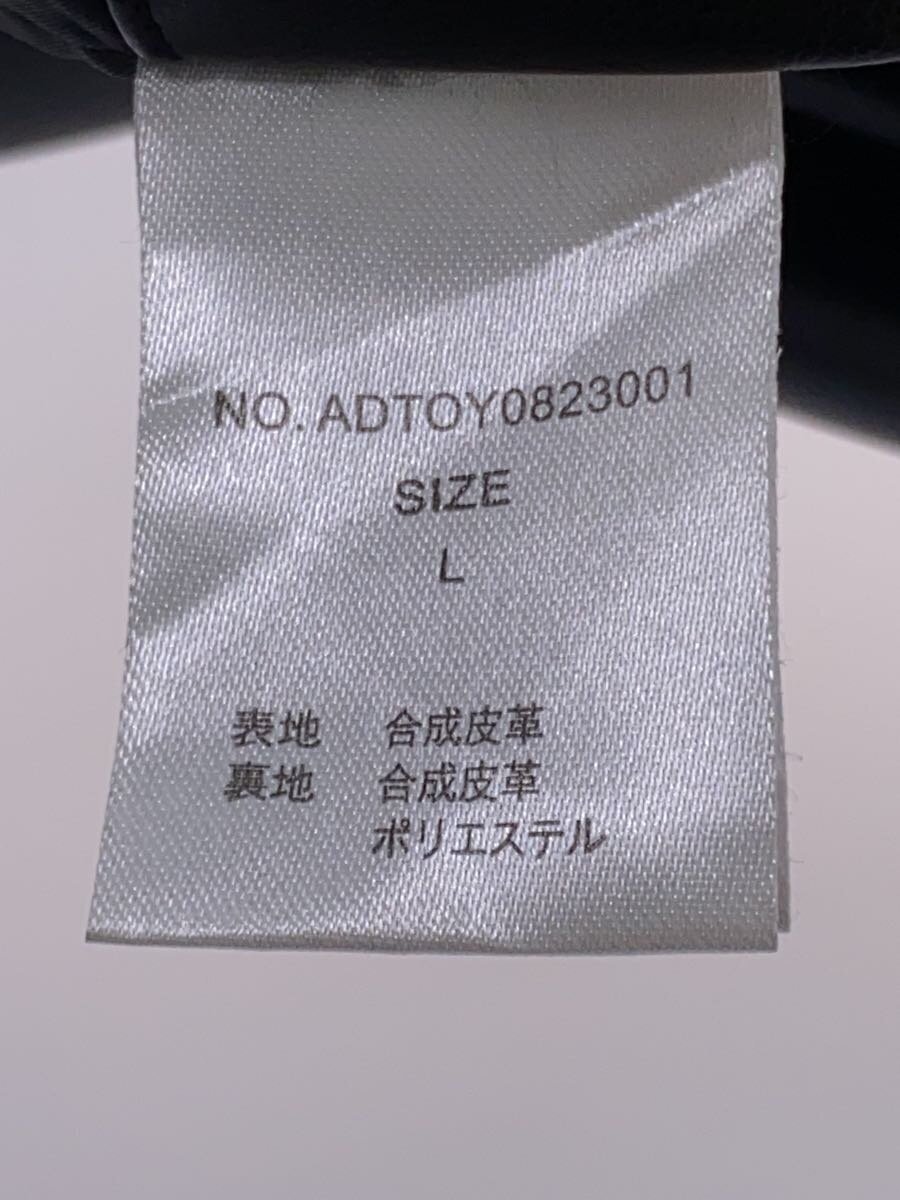 NO. ADTOY0823001
SIZE
L
表地 合成皮革
裏地 合成皮革
ポリエステル